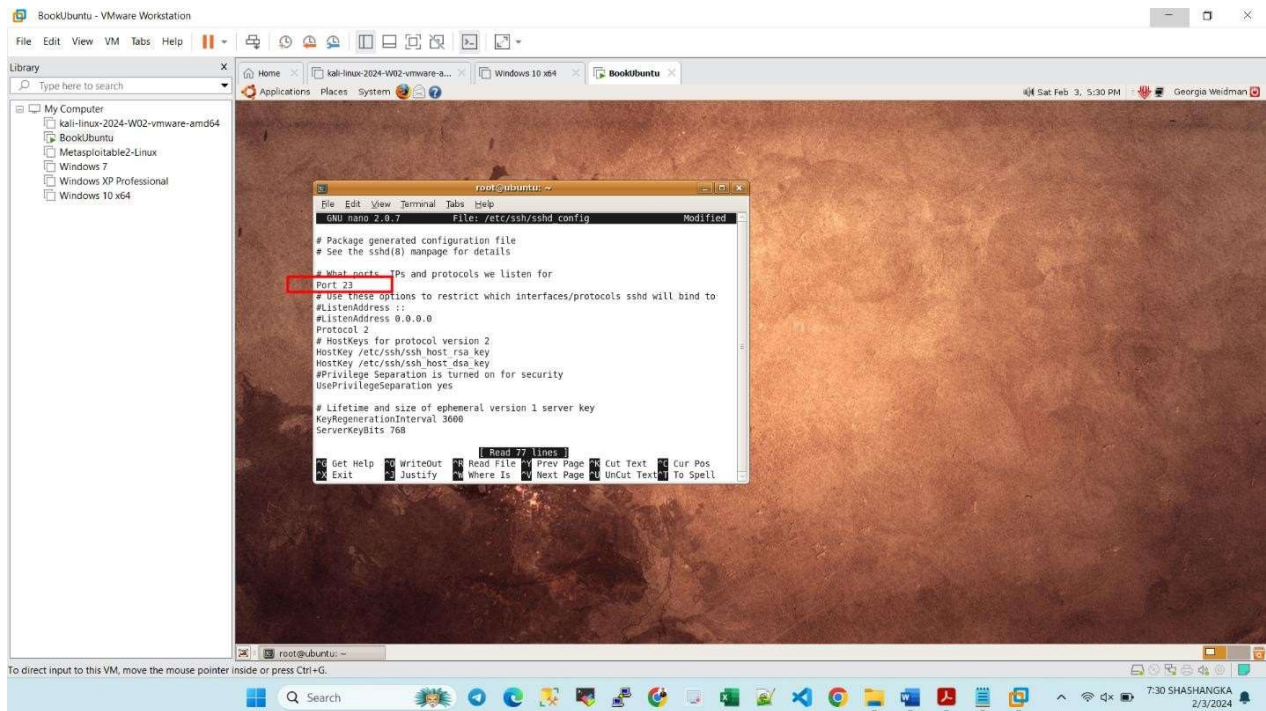 BookUbuntu - VMware Workstation
File Edit View VM Tabs Help
Library
Home
kali-linux-2024-W02-vmware-a...
Windows 10 x64
BookUbuntu
Type here to search
Applications Places System
Sat Feb 3, 5:30 PM
Georgia Weidman
My Computer
kali-linux-2024-W02-vmware-amd64
BookUbuntu
Metasploitable2-Linux
Windows 7
Windows XP Professional
Windows 10 x64
root@ubuntu: ~
File Edit View Terminal Tabs Help
GNU nano 2.0.7 File: /etc/ssh/sshd_config Modified
# Package generated configuration file
# See the sshd(8) manpage for details
# What ports, IPs and protocols we listen for
Port 23
# Use these options to restrict which interfaces/protocols sshd will bind to
#ListenAddress ::
#ListenAddress 0.0.0.0
Protocol 2
# HostKeys for protocol version 2
HostKey /etc/ssh/ssh_host_rsa_key
HostKey /etc/ssh/ssh_host_dsa_key
#Privilege Separation is turned on for security
UsePrivilegeSeparation yes
# Lifetime and size of ephemeral version 1 server key
KeyRegenerationInterval 3600
ServerKeyBits 768
[ Read 77 lines ]
^G Get Help ^O WriteOut ^R Read File ^Y Prev Page ^K Cut Text ^C Cur Pos
^X Exit ^J Justify ^W Where Is ^V Next Page ^U UnCut Text ^T To Spell
root@ubuntu: ~
To direct input to this VM, move the mouse pointer inside or press Ctrl+G.
Search
7:30 SHASHANGKA
2/3/2024